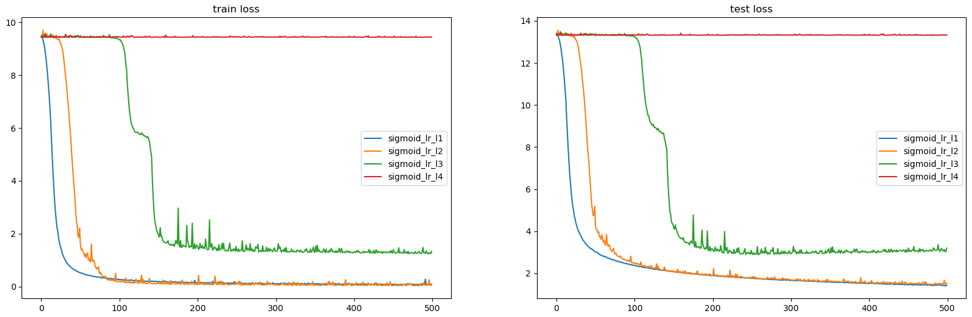 train loss
10
8
6
4
2
0
0 100 200 300 400 500
sigmoid_lr_l1
sigmoid_lr_l2
sigmoid_lr_l3
sigmoid_lr_l4
test loss
14
12
10
8
6
4
2
0 100 200 300 400 500
sigmoid_lr_l1
sigmoid_lr_l2
sigmoid_lr_l3
sigmoid_lr_l4